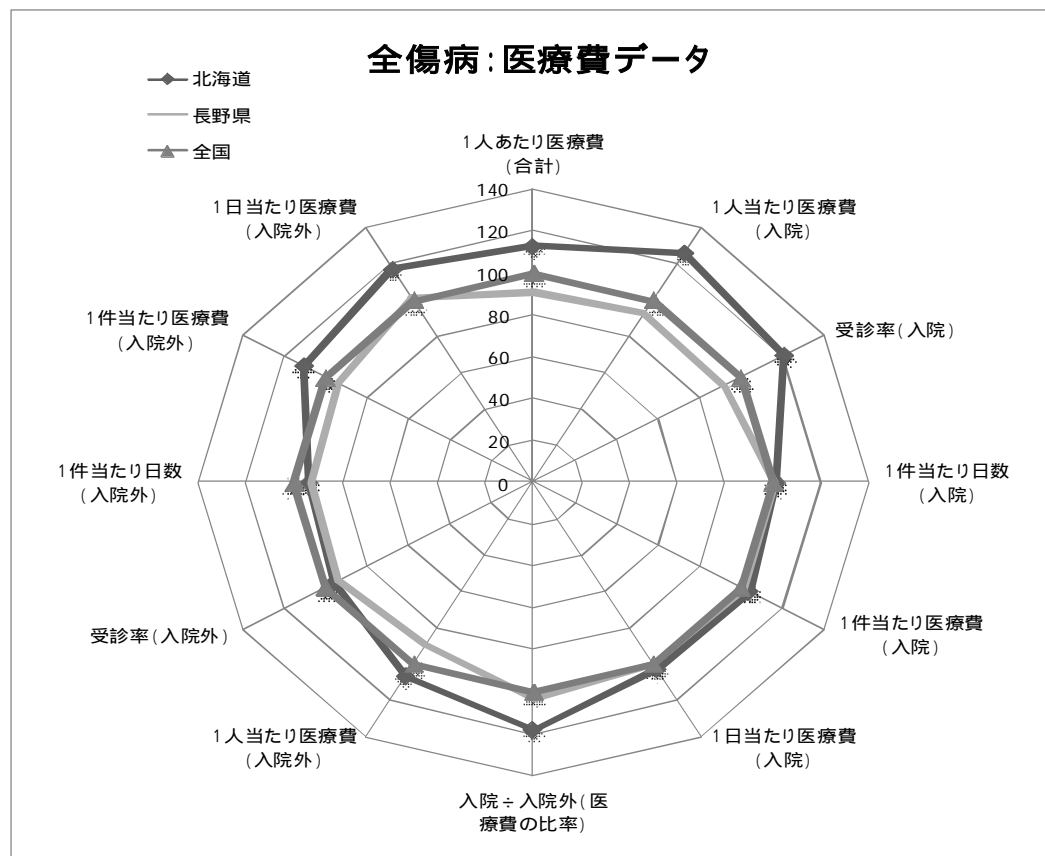 全傷病:医療費データ
北海道
長野県
全国
1人あたり医療費
(合計)
1人当たり医療費
(入院)
受診率(入院)
1件当たり日数
(入院)
1件当たり医療費
(入院)
1日当たり医療費
(入院)
入院÷入院外(医
療費の比率)
1人当たり医療費
(入院外)
受診率(入院外)
1件当たり日数
(入院外)
1件当たり医療費
(入院外)
1日当たり医療費
(入院外)
140
120
100
80
60
40
20
0